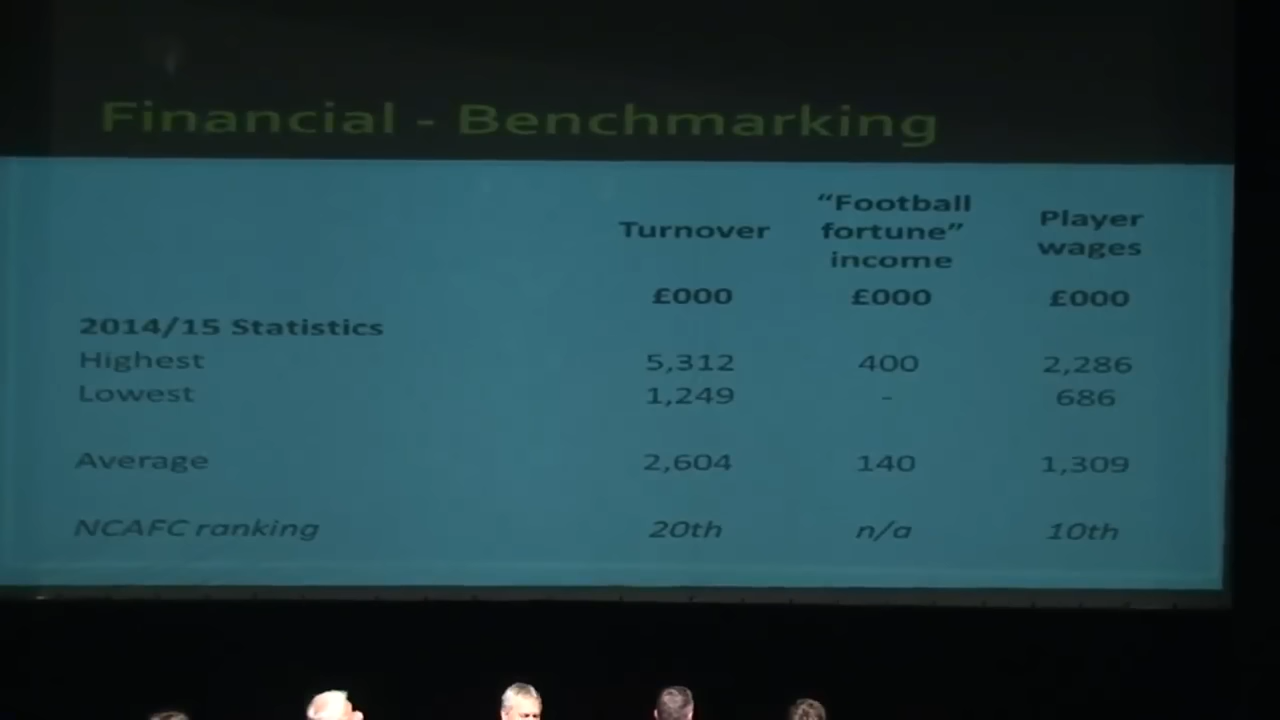 Financial - Benchmarking
"Football
Turnover fortune" Player
income wages
£000 £000 £000
2014/15 Statistics
Highest 5,312 400 2,286
Lowest 1,249 - 686
Average 2,604 140 1,309
NCAFC ranking 20th n/a 10th